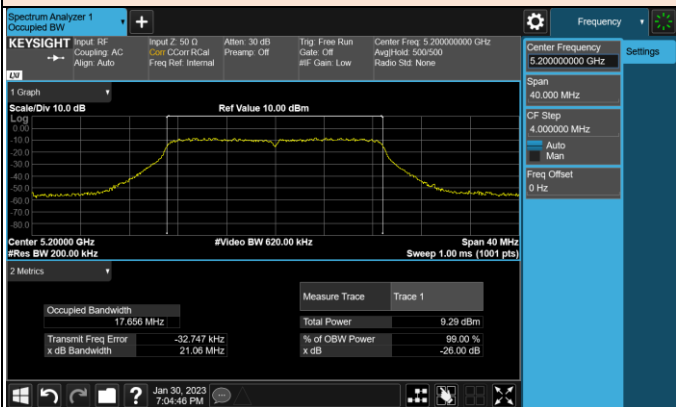 Spectrum Analyzer 1
Occupied BW
+
Frequency
KEYSIGHT
Input: RF
Coupling: AC
Align: Auto
Input Z: 50 Ω
Corr CCorr RCal
Freq Ref: Internal
Atten: 30 dB
Preamp: Off
Trig: Free Run
Gate: Off
#IF Gain: Low
Center Freq: 5.200000000 GHz
Avg|Hold: 500/500
Radio Std: None
LXI
Center Frequency
5.200000000 GHz
Settings
Span
40.000 MHz
CF Step
4.000000 MHz
Auto
Man
Freq Offset
0 Hz
1 Graph
Scale/Div 10.0 dB
Ref Value 10.00 dBm
Log
0.00
-10.0
-20.0
-30.0
-40.0
-50.0
-60.0
-70.0
-80.0
Center 5.20000 GHz
#Res BW 200.00 kHz
#Video BW 620.00 kHz
Span 40 MHz
Sweep 1.00 ms (1001 pts)
2 Metrics
Measure Trace Trace 1
Occupied Bandwidth
17.656 MHz
Total Power 9.29 dBm
Transmit Freq Error -32.747 kHz
% of OBW Power 99.00 %
x dB Bandwidth 21.06 MHz
x dB -26.00 dB
?
Jan 30, 2023
7:04:46 PM